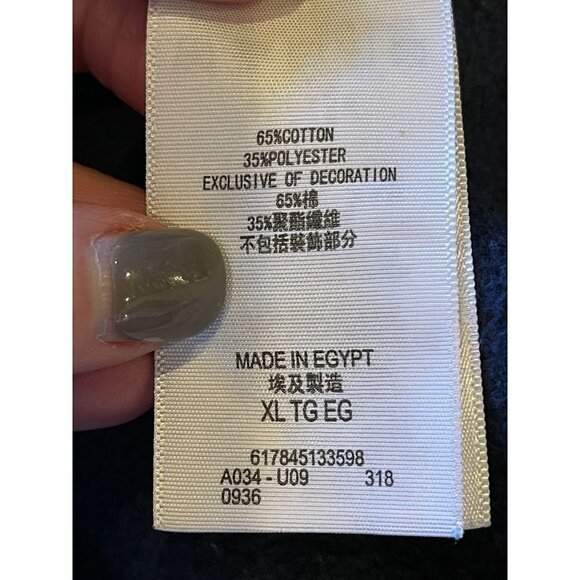 65%COTTON
35%POLYESTER
EXCLUSIVE OF DECORATION
65%棉
35%聚酯纖維
不包括裝飾部分
MADE IN EGYPT
埃及製造
XL TG EG
617845133598
A034 - U09 318
0936